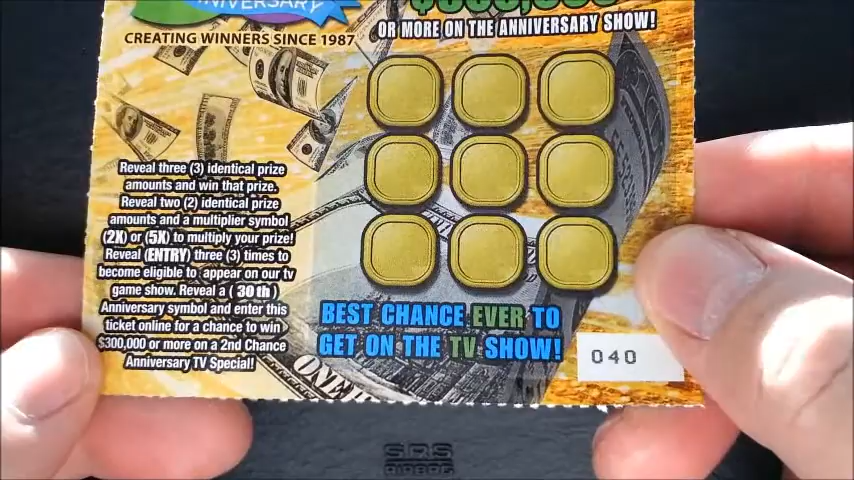 ANNIVERSARY
OR MORE ON THE ANNIVERSARY SHOW!
CREATING WINNERS SINCE 1987
Reveal three (3) identical prize
amounts and win that prize.
Reveal two (2) identical prize
amounts and a multiplier symbol
(2X) or (5X) to multiply your prize!
Reveal (ENTRY) three (3) times to
become eligible to appear on our tv
game show. Reveal a (30th)
Anniversary symbol and enter this
ticket online for a chance to win
$300,000 or more on a 2nd Chance
Anniversary TV Special!
BEST CHANCE EVER TO
GET ON THE TV SHOW!
040
SRS
AIRBAG